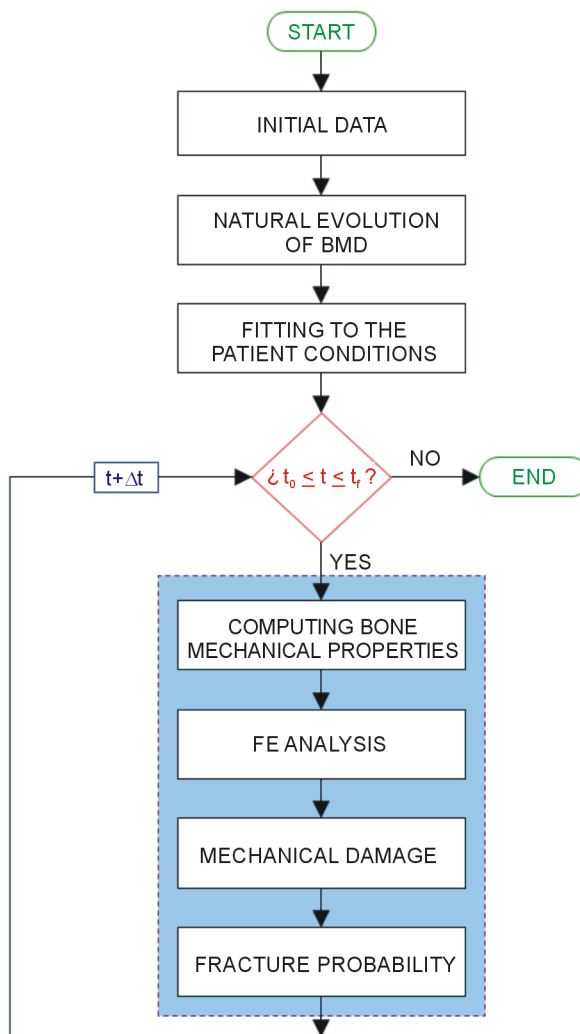 START
INITIAL DATA
NATURAL EVOLUTION
OF BMD
FITTING TO THE
PATIENT CONDITIONS
t+Δt
¿ t₀ ≤ t ≤ t_f ?
NO
END
YES
COMPUTING BONE
MECHANICAL PROPERTIES
FE ANALYSIS
MECHANICAL DAMAGE
FRACTURE PROBABILITY